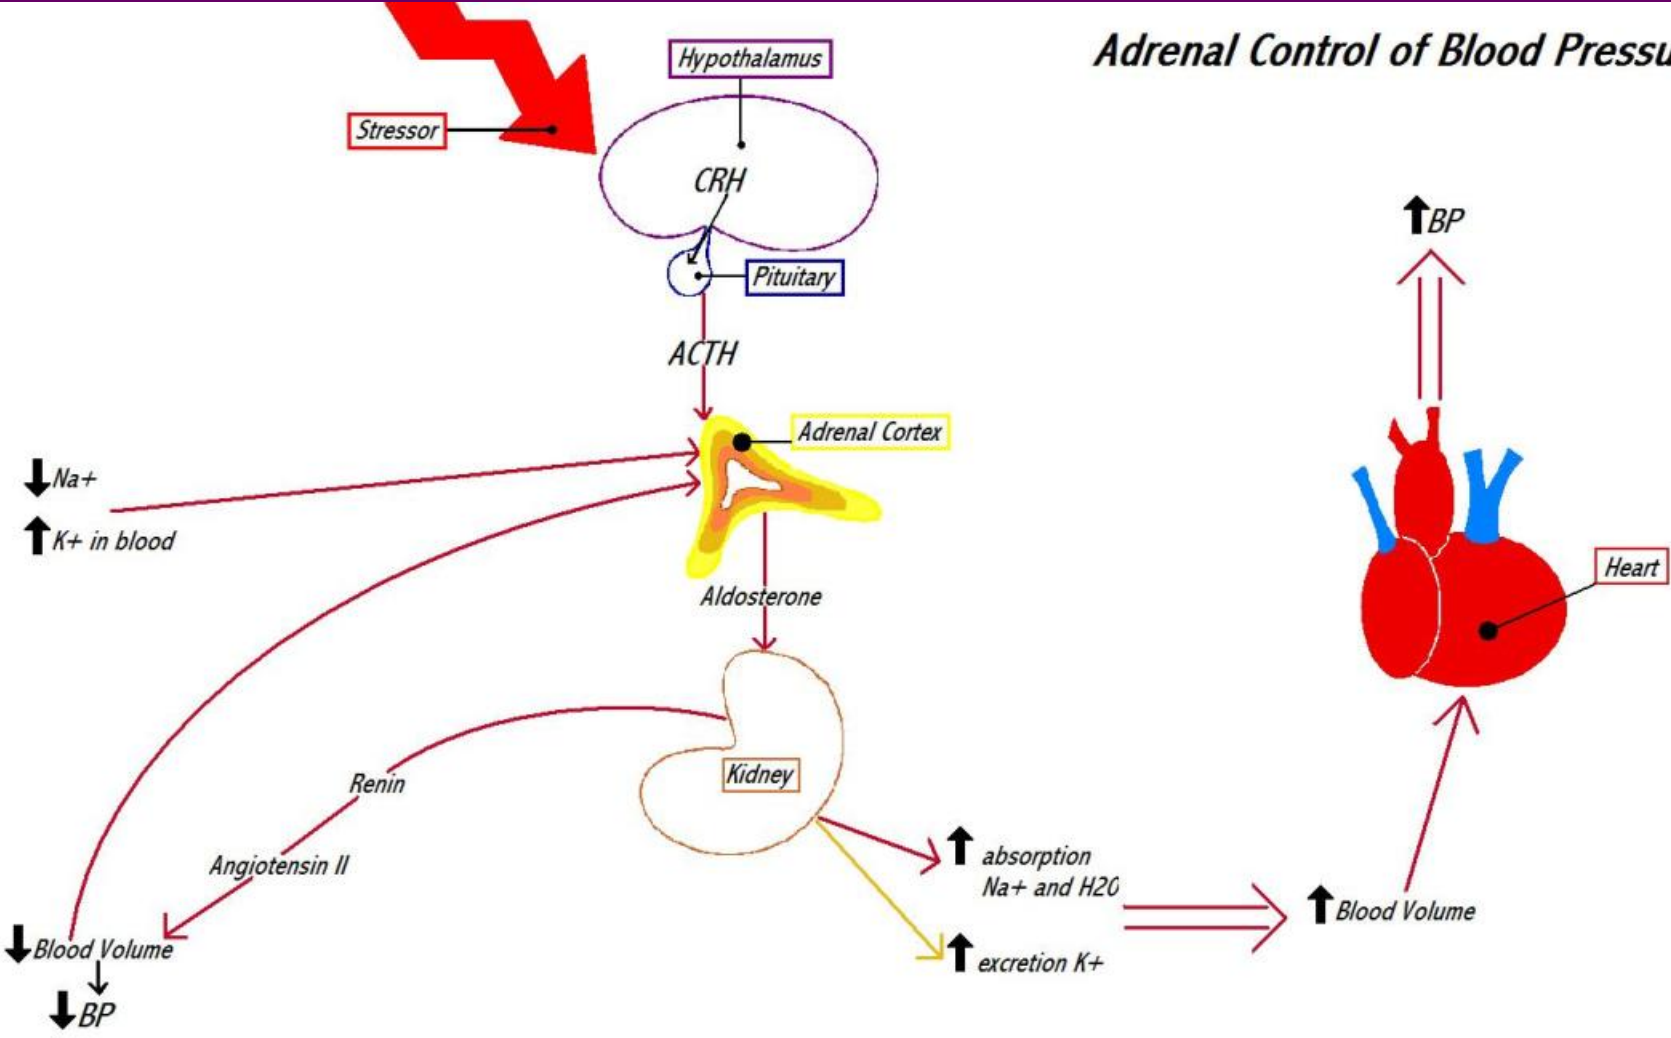 Adrenal Control of Blood Pressu
Hypothalamus
Stressor
CRH
Pituitary
ACTH
Adrenal Cortex
Na+
K+ in blood
Aldosterone
Kidney
Renin
Angiotensin II
Blood Volume
BP
absorption
Na+ and H20
excretion K+
Blood Volume
Heart
BP